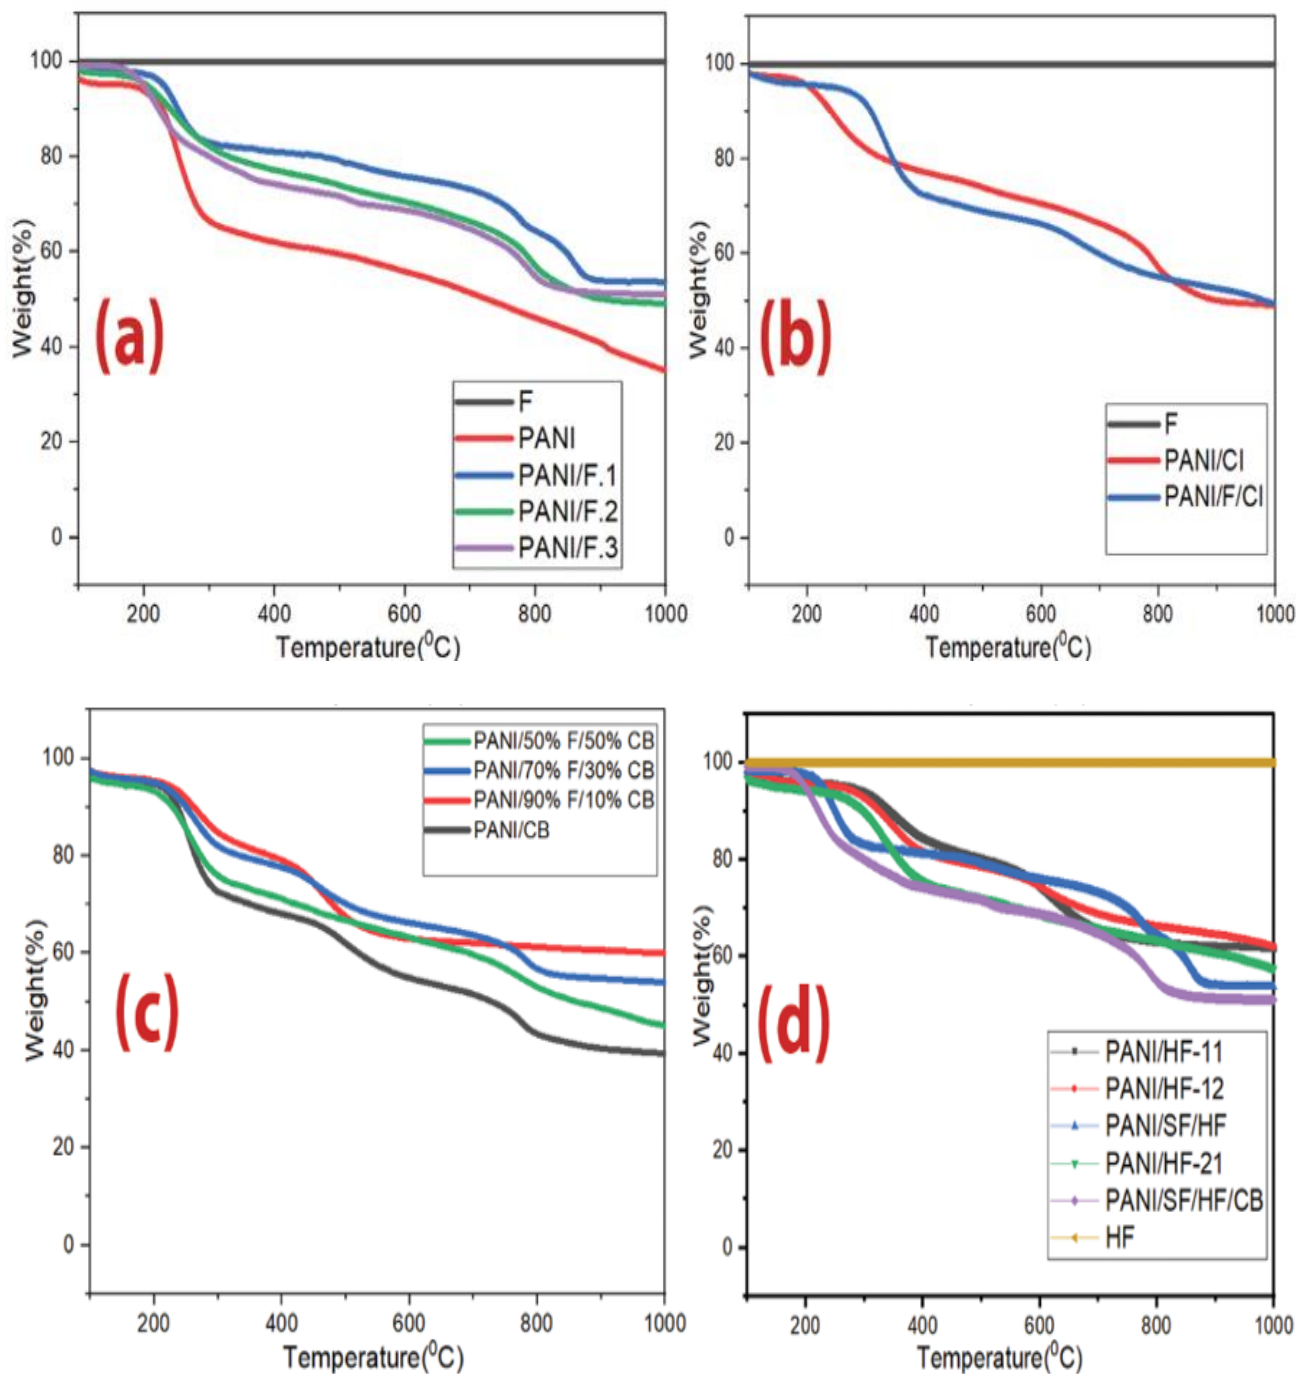 100
80
60
40
20
0
Weight(%)
(a)
F
PANI
PANI/F.1
PANI/F.2
PANI/F.3
200
400
600
800
1000
Temperature(⁰C)
100
80
60
40
20
0
Weight(%)
(b)
F
PANI/CI
PANI/F/CI
200
400
600
800
1000
Temperature(⁰C)
100
80
60
40
20
0
Weight(%)
(c)
PANI/50% F/50% CB
PANI/70% F/30% CB
PANI/90% F/10% CB
PANI/CB
200
400
600
800
1000
Temperature(⁰C)
100
80
60
40
20
0
Weight(%)
(d)
PANI/HF-11
PANI/HF-12
PANI/SF/HF
PANI/HF-21
PANI/SF/HF/CB
HF
200
400
600
800
1000
Temperature(⁰C)